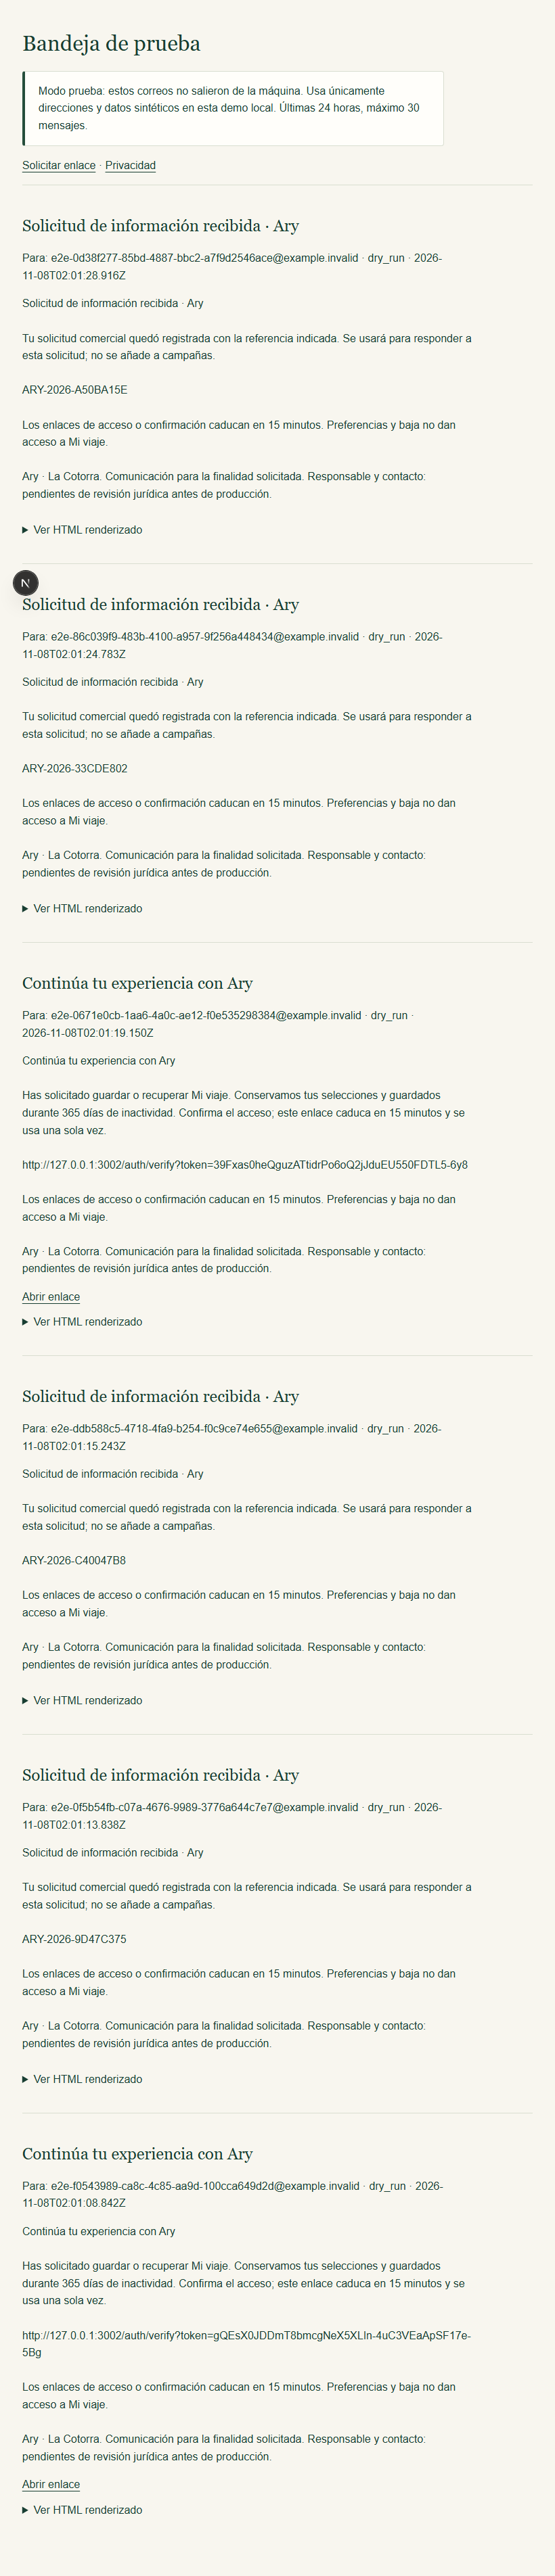 Bandeja de prueba
Modo prueba: estos correos no salieron de la máquina. Usa únicamente
direcciones y datos sintéticos en esta demo local. Últimas 24 horas, máximo 30
mensajes.
Solicitar enlace · Privacidad
Solicitud de información recibida · Ary
Para: e2e-0d38f277-85bd-4887-bbc2-a7f9d2546ace@example.invalid · dry_run · 2026-
11-08T02:01:28.916Z
Solicitud de información recibida · Ary
Tu solicitud comercial quedó registrada con la referencia indicada. Se usará para responder a
esta solicitud; no se añade a campañas.
ARY-2026-A50BA15E
Los enlaces de acceso o confirmación caducan en 15 minutos. Preferencias y baja no dan
acceso a Mi viaje.
Ary · La Cotorra. Comunicación para la finalidad solicitada. Responsable y contacto:
pendientes de revisión jurídica antes de producción.
▶ Ver HTML renderizado
N
Solicitud de información recibida · Ary
Para: e2e-86c039f9-483b-4100-a957-9f256a448434@example.invalid · dry_run · 2026-
11-08T02:01:24.783Z
Solicitud de información recibida · Ary
Tu solicitud comercial quedó registrada con la referencia indicada. Se usará para responder a
esta solicitud; no se añade a campañas.
ARY-2026-33CDE802
Los enlaces de acceso o confirmación caducan en 15 minutos. Preferencias y baja no dan
acceso a Mi viaje.
Ary · La Cotorra. Comunicación para la finalidad solicitada. Responsable y contacto:
pendientes de revisión jurídica antes de producción.
▶ Ver HTML renderizado
Continúa tu experiencia con Ary
Para: e2e-0671e0cb-1aa6-4a0c-ae12-f0e535298384@example.invalid · dry_run ·
2026-11-08T02:01:19.150Z
Continúa tu experiencia con Ary
Has solicitado guardar o recuperar Mi viaje. Conservamos tus selecciones y guardados
durante 365 días de inactividad. Confirma el acceso; este enlace caduca en 15 minutos y se
usa una sola vez.
http://127.0.0.1:3002/auth/verify?token=39Fxas0heQguzATtidrPo6oQ2jJduEU550FDTL5-6y8
Los enlaces de acceso o confirmación caducan en 15 minutos. Preferencias y baja no dan
acceso a Mi viaje.
Ary · La Cotorra. Comunicación para la finalidad solicitada. Responsable y contacto:
pendientes de revisión jurídica antes de producción.
Abrir enlace
▶ Ver HTML renderizado
Solicitud de información recibida · Ary
Para: e2e-ddb588c5-4718-4fa9-b254-f0c9ce74e655@example.invalid · dry_run · 2026-
11-08T02:01:15.243Z
Solicitud de información recibida · Ary
Tu solicitud comercial quedó registrada con la referencia indicada. Se usará para responder a
esta solicitud; no se añade a campañas.
ARY-2026-C40047B8
Los enlaces de acceso o confirmación caducan en 15 minutos. Preferencias y baja no dan
acceso a Mi viaje.
Ary · La Cotorra. Comunicación para la finalidad solicitada. Responsable y contacto:
pendientes de revisión jurídica antes de producción.
▶ Ver HTML renderizado
Solicitud de información recibida · Ary
Para: e2e-0f5b54fb-c07a-4676-9989-3776a644c7e7@example.invalid · dry_run · 2026-
11-08T02:01:13.838Z
Solicitud de información recibida · Ary
Tu solicitud comercial quedó registrada con la referencia indicada. Se usará para responder a
esta solicitud; no se añade a campañas.
ARY-2026-9D47C375
Los enlaces de acceso o confirmación caducan en 15 minutos. Preferencias y baja no dan
acceso a Mi viaje.
Ary · La Cotorra. Comunicación para la finalidad solicitada. Responsable y contacto:
pendientes de revisión jurídica antes de producción.
▶ Ver HTML renderizado
Continúa tu experiencia con Ary
Para: e2e-f0543989-ca8c-4c85-aa9d-100cca649d2d@example.invalid · dry_run · 2026-
11-08T02:01:08.842Z
Continúa tu experiencia con Ary
Has solicitado guardar o recuperar Mi viaje. Conservamos tus selecciones y guardados
durante 365 días de inactividad. Confirma el acceso; este enlace caduca en 15 minutos y se
usa una sola vez.
http://127.0.0.1:3002/auth/verify?token=gQEsX0JDDmT8bmcgNeX5XLIn-4uC3VEaApSF17e-
5Bg
Los enlaces de acceso o confirmación caducan en 15 minutos. Preferencias y baja no dan
acceso a Mi viaje.
Ary · La Cotorra. Comunicación para la finalidad solicitada. Responsable y contacto:
pendientes de revisión jurídica antes de producción.
Abrir enlace
▶ Ver HTML renderizado